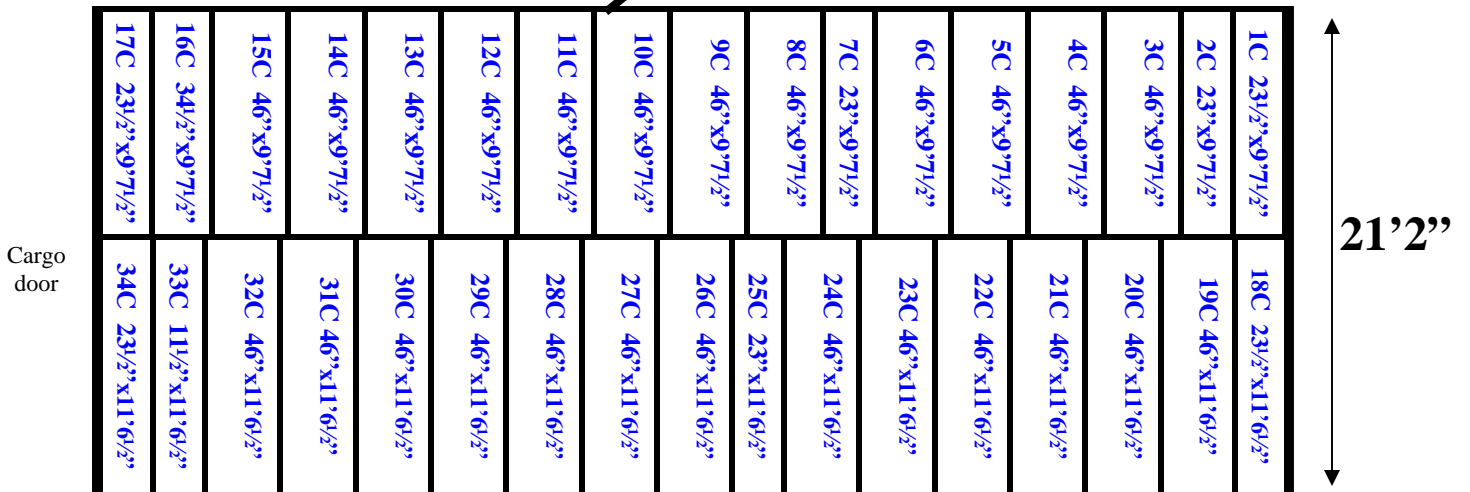 17C 23½”x9’7½”
16C 34½”x9’7½”
15C 46”x9’7½”
14C 46”x9’7½”
13C 46”x9’7½”
12C 46”x9’7½”
11C 46”x9’7½”
10C 46”x9’7½”
9C 46”x9’7½”
8C 46”x9’7½”
7C 23”x9’7½”
6C 46”x9’7½”
5C 46”x9’7½”
4C 46”x9’7½”
3C 46”x9’7½”
2C 23”x9’7½”
1C 23½”x9’7½”
21’2”
Cargo
door
34C 23½”x11’6½”
33C 11½”x11’6½”
32C 46”x11’6½”
31C 46”x11’6½”
30C 46”x11’6½”
29C 46”x11’6½”
28C 46”x11’6½”
27C 46”x11’6½”
26C 46”x11’6½”
25C 23”x11’6½”
24C 46”x11’6½”
23C 46”x11’6½”
22C 46”x11’6½”
21C 46”x11’6½”
20C 46”x11’6½”
19C 46”x11’6½”
18C 23½”x11’6½”